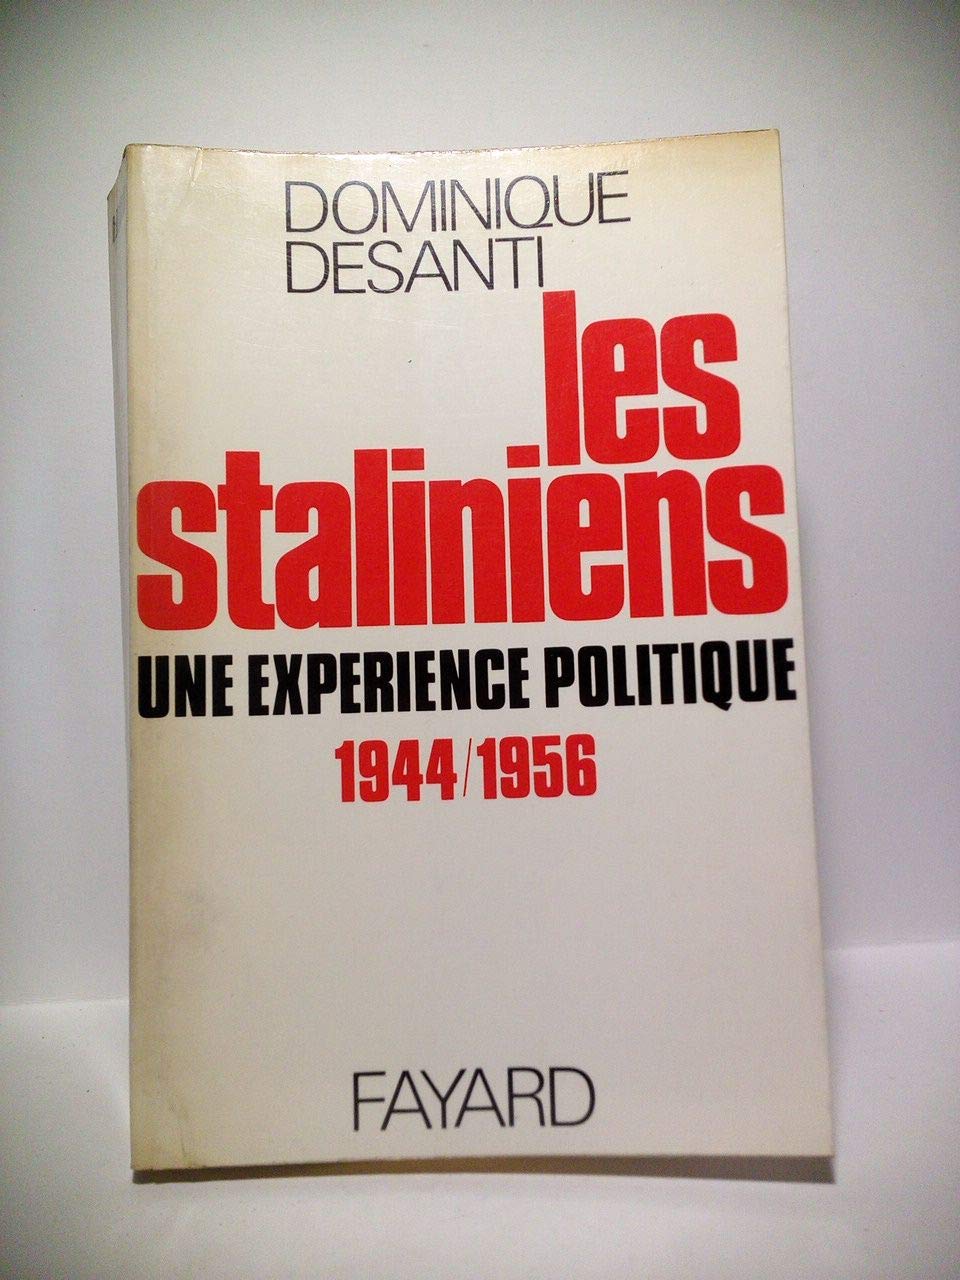 DOMINIQUE
DESANTI
les
staliniens
UNE EXPERIENCE POLITIQUE
1944/1956
FAYARD